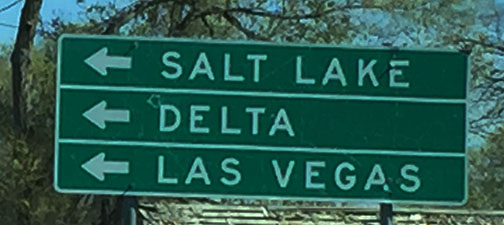 ← SALT LAKE
← DELTA
← LAS VEGAS